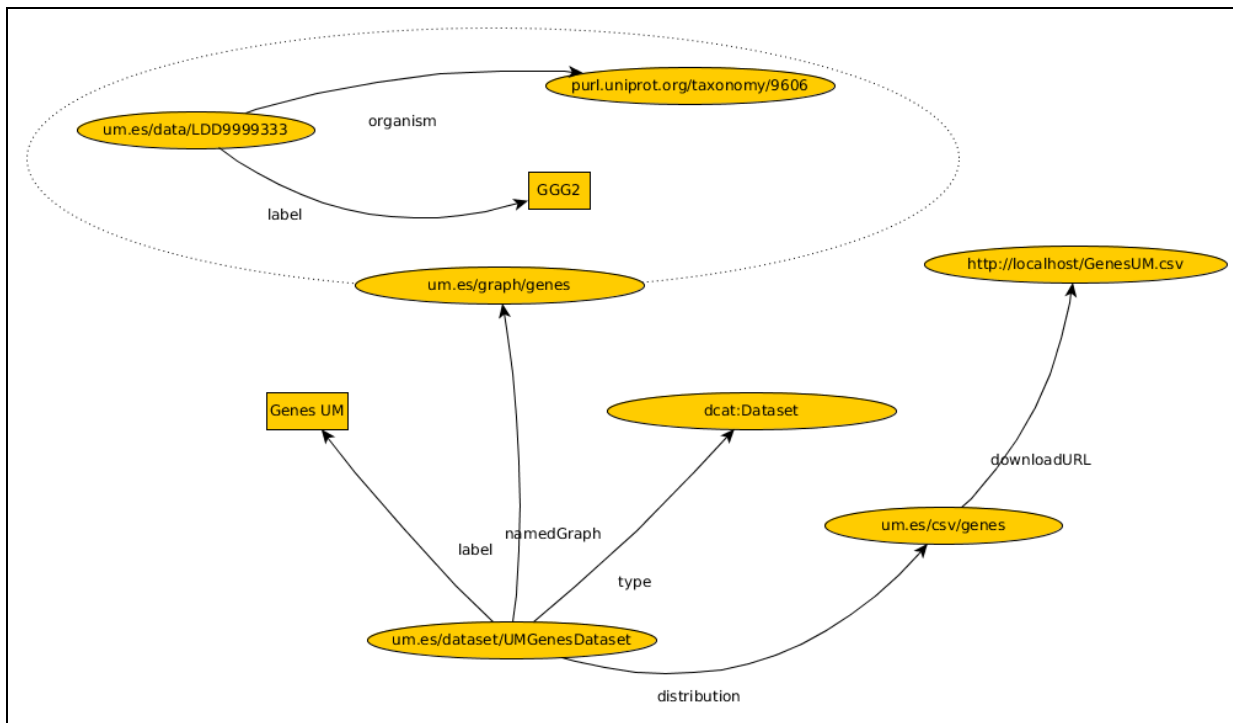 purl.uniprot.org/taxonomy/9606
um.es/data/LDD9999333
organism
GGG2
label
http://localhost/GenesUM.csv
um.es/graph/genes
Genes UM
dcat:Dataset
downloadURL
um.es/csv/genes
namedGraph
label
type
um.es/dataset/UMGenesDataset
distribution